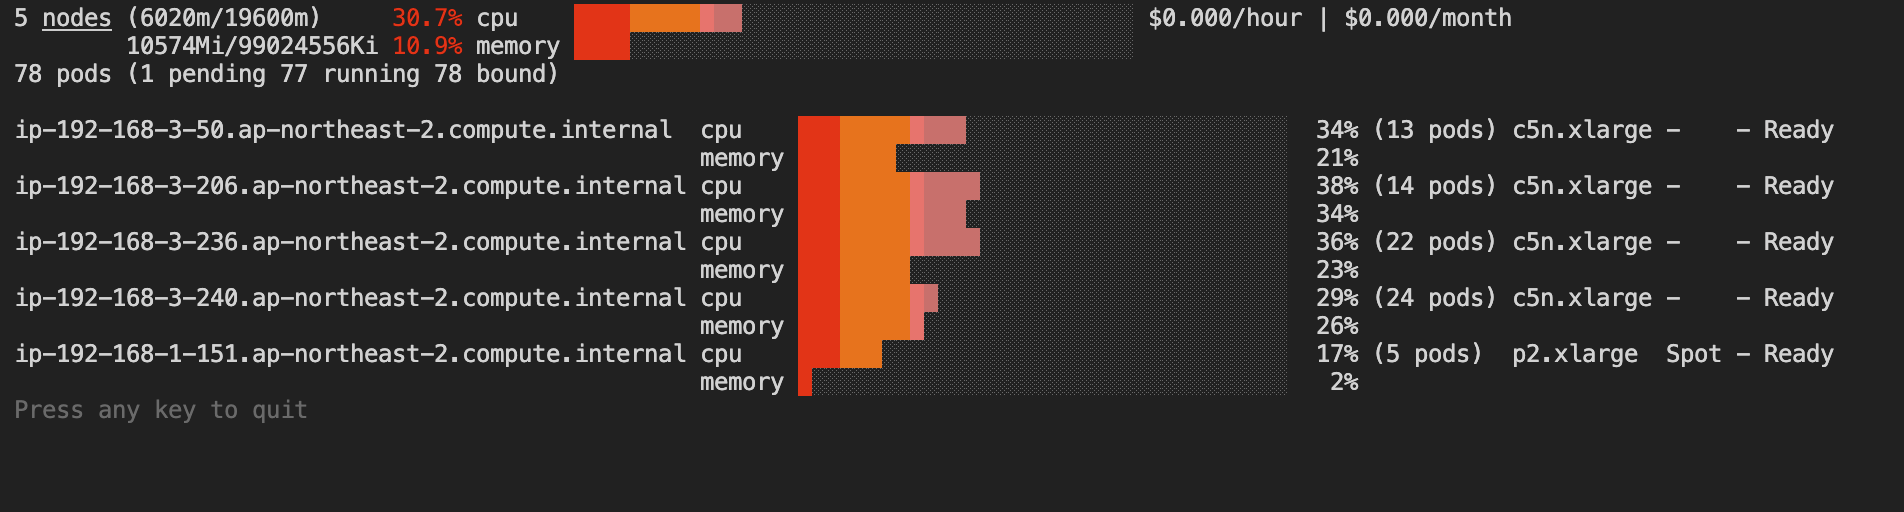 5 nodes (6020m/19600m) 30.7% cpu $0.000/hour | $0.000/month
10574Mi/99024556Ki 10.9% memory
78 pods (1 pending 77 running 78 bound)
ip-192-168-3-50.ap-northeast-2.compute.internal cpu 34% (13 pods) c5n.xlarge - - Ready
memory 21%
ip-192-168-3-206.ap-northeast-2.compute.internal cpu 38% (14 pods) c5n.xlarge - - Ready
memory 34%
ip-192-168-3-236.ap-northeast-2.compute.internal cpu 36% (22 pods) c5n.xlarge - - Ready
memory 23%
ip-192-168-3-240.ap-northeast-2.compute.internal cpu 29% (24 pods) c5n.xlarge - - Ready
memory 26%
ip-192-168-1-151.ap-northeast-2.compute.internal cpu 17% (5 pods) p2.xlarge Spot - Ready
memory 2%
Press any key to quit